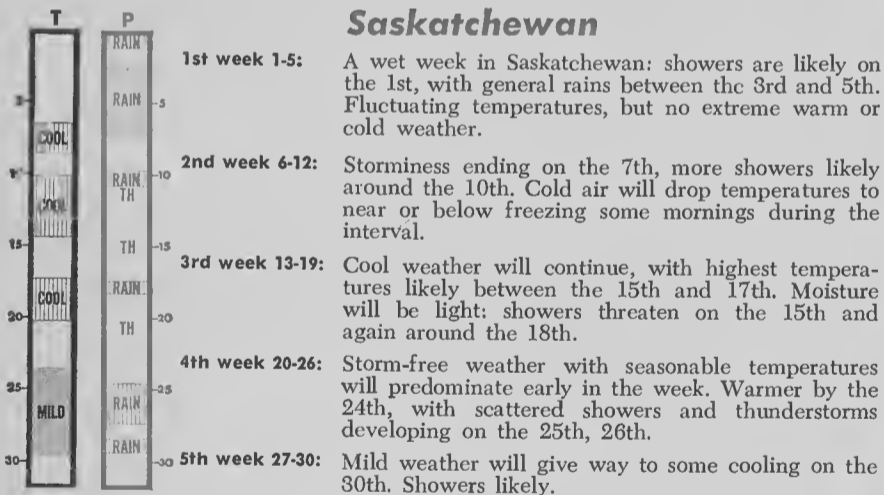 Saskatchewan
T
P
5
10
15
20
25
30
COOL
COOL
COOL
MILD
RAIN
RAIN
RAIN
TH
TH
RAIN
TH
RAIN
RAIN
5
10
15
20
25
30
1st week 1-5: A wet week in Saskatchewan: showers are likely on
the 1st, with general rains between the 3rd and 5th.
Fluctuating temperatures, but no extreme warm or
cold weather.
2nd week 6-12: Storminess ending on the 7th, more showers likely
around the 10th. Cold air will drop temperatures to
near or below freezing some mornings during the
interval.
3rd week 13-19: Cool weather will continue, with highest tempera-
tures likely between the 15th and 17th. Moisture
will be light: showers threaten on the 15th and
again around the 18th.
4th week 20-26: Storm-free weather with seasonable temperatures
will predominate early in the week. Warmer by the
24th, with scattered showers and thunderstorms
developing on the 25th, 26th.
5th week 27-30: Mild weather will give way to some cooling on the
30th. Showers likely.